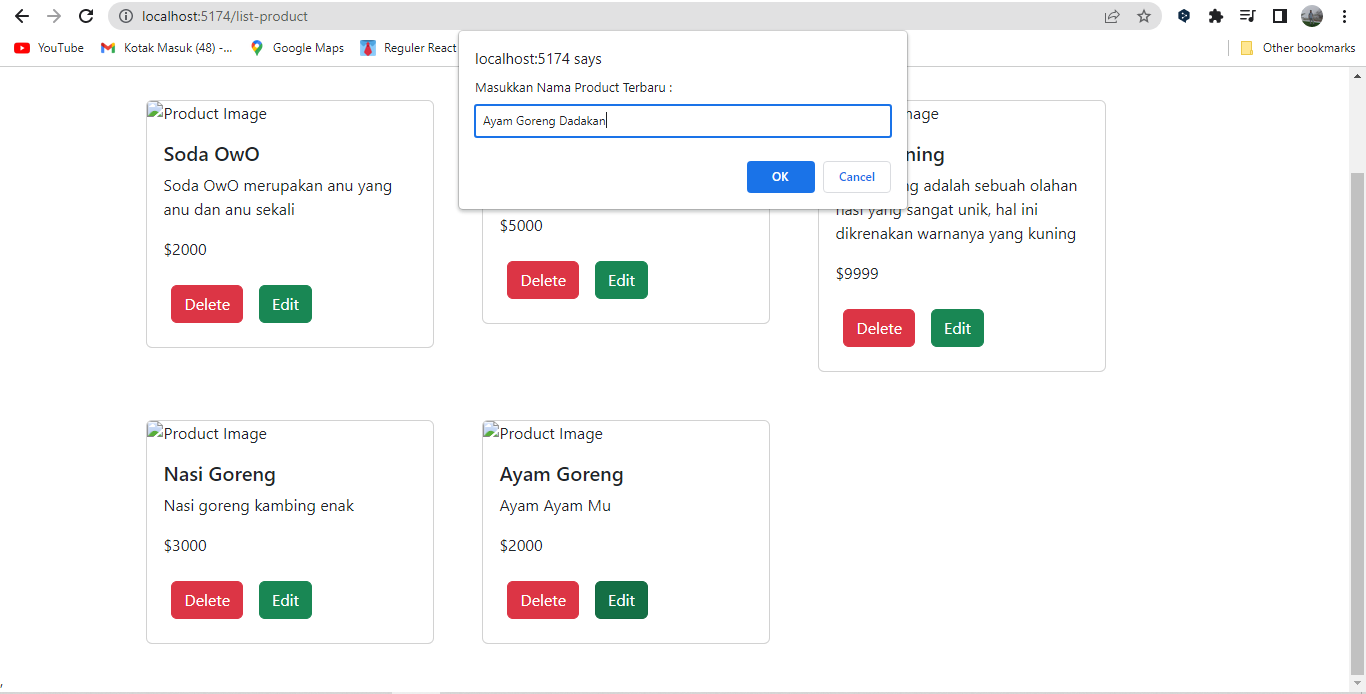 localhost:5174/list-product
YouTube
Kotak Masuk (48) -...
Google Maps
Reguler React
Other bookmarks
localhost:5174 says
Masukkan Nama Product Terbaru :
Ayam Goreng Dadakan
OK
Cancel
Product Image
Soda OwO
Soda OwO merupakan anu yang
anu dan anu sekali
$2000
Delete
Edit
$5000
Delete
Edit
mage
ning
g adalah sebuah olahan
nasi yang sangat unik, hal ini
dikrenakan warnanya yang kuning
$9999
Delete
Edit
Product Image
Nasi Goreng
Nasi goreng kambing enak
$3000
Delete
Edit
Product Image
Ayam Goreng
Ayam Ayam Mu
$2000
Delete
Edit
,